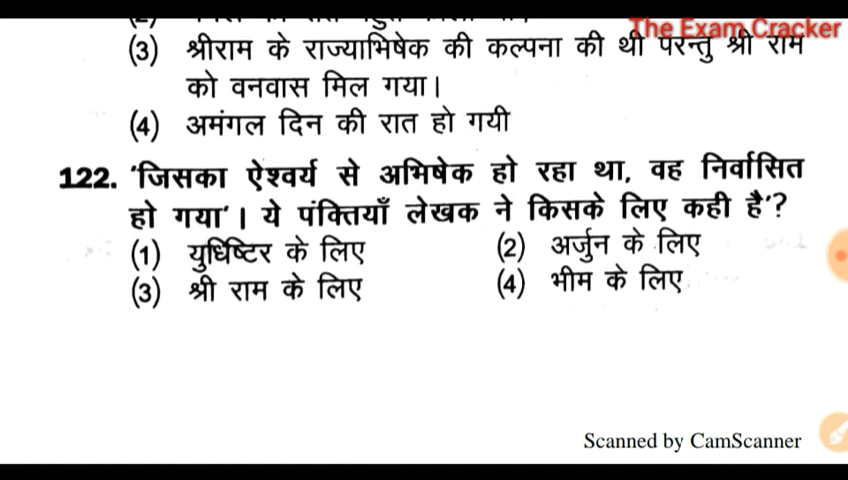 The Exam Cracker
(3) श्रीराम के राज्याभिषेक की कल्पना की थी परन्तु श्री राम
को वनवास मिल गया।
(4) अमंगल दिन की रात हो गयी
122. 'जिसका ऐश्वर्य से अभिषेक हो रहा था, वह निर्वासित
हो गया'। ये पंक्तियाँ लेखक ने किसके लिए कही है'?
(1) युधिष्टिर के लिए (2) अर्जुन के लिए
(3) श्री राम के लिए (4) भीम के लिए
Scanned by CamScanner